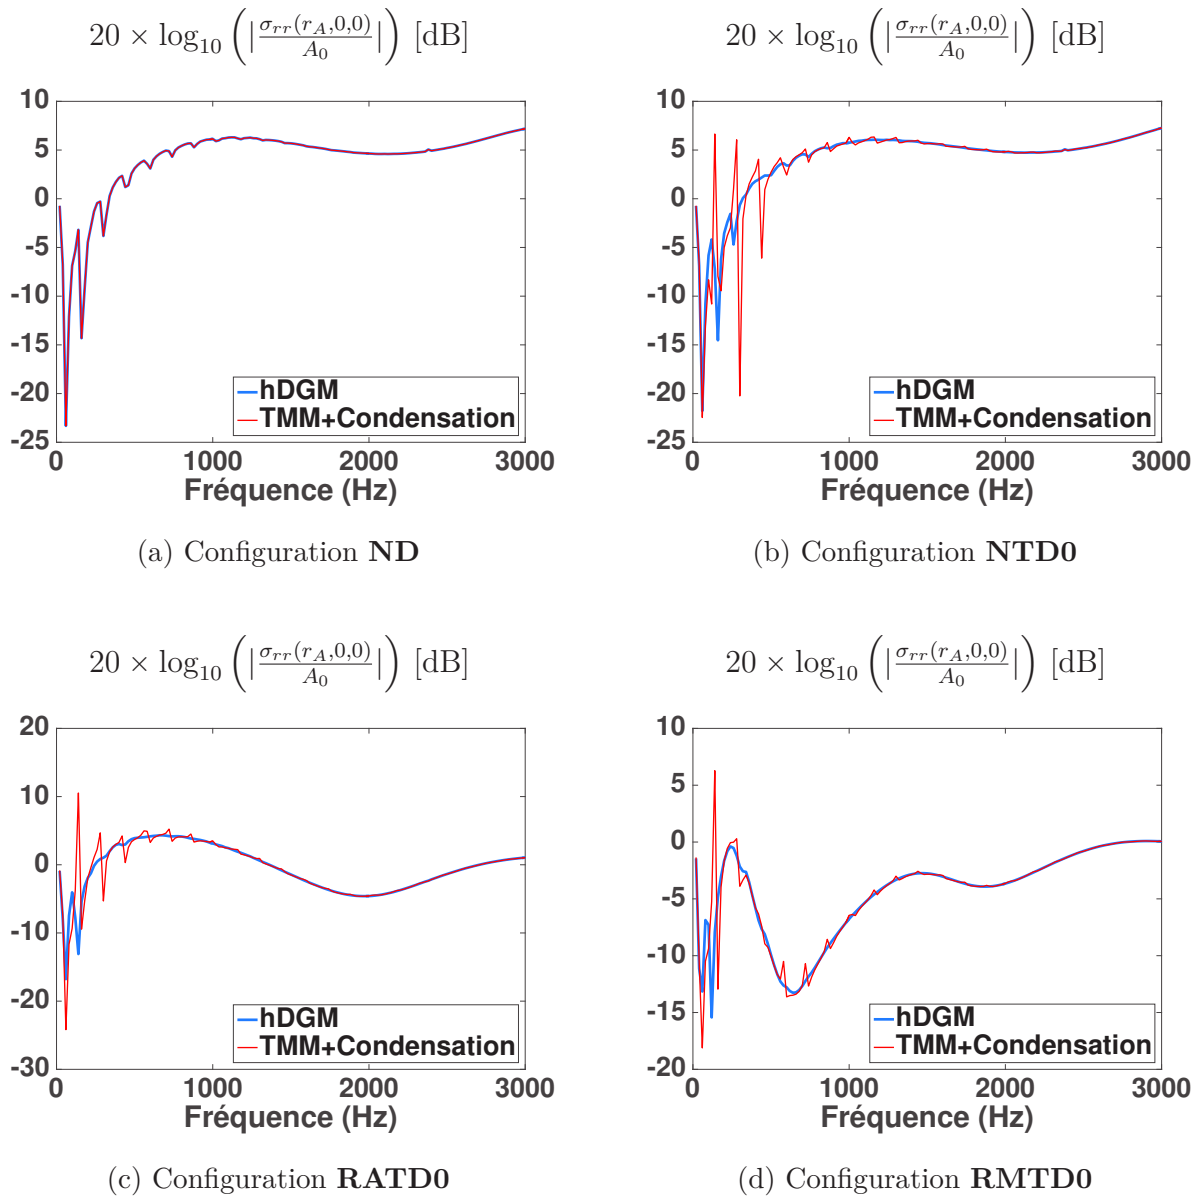 20 × log₁₀ (|σᵣᵣ(r_A,0,0)/A₀|) [dB]
10
5
0
-5
-10
-15
-20
-25
0
1000
2000
3000
hDGM
TMM+Condensation
Fréquence (Hz)
(a) Configuration ND
20 × log₁₀ (|σᵣᵣ(r_A,0,0)/A₀|) [dB]
10
5
0
-5
-10
-15
-20
-25
0
1000
2000
3000
hDGM
TMM+Condensation
Fréquence (Hz)
(b) Configuration NTD0
20 × log₁₀ (|σᵣᵣ(r_A,0,0)/A₀|) [dB]
20
10
0
-10
-20
-30
0
1000
2000
3000
hDGM
TMM+Condensation
Fréquence (Hz)
(c) Configuration RATD0
20 × log₁₀ (|σᵣᵣ(r_A,0,0)/A₀|) [dB]
10
5
0
-5
-10
-15
-20
0
1000
2000
3000
hDGM
TMM+Condensation
Fréquence (Hz)
(d) Configuration RMTD0